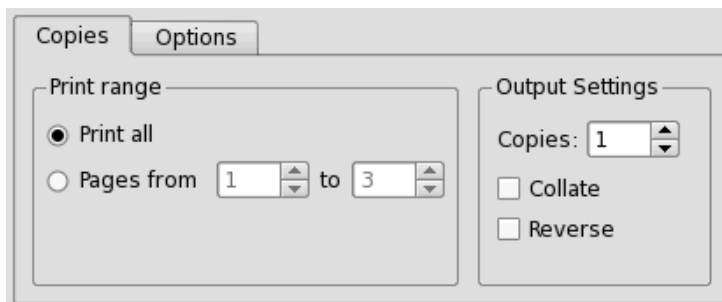 Copies Options
Print range
Print all
Pages from 1 to 3
Output Settings
Copies: 1
Collate
Reverse